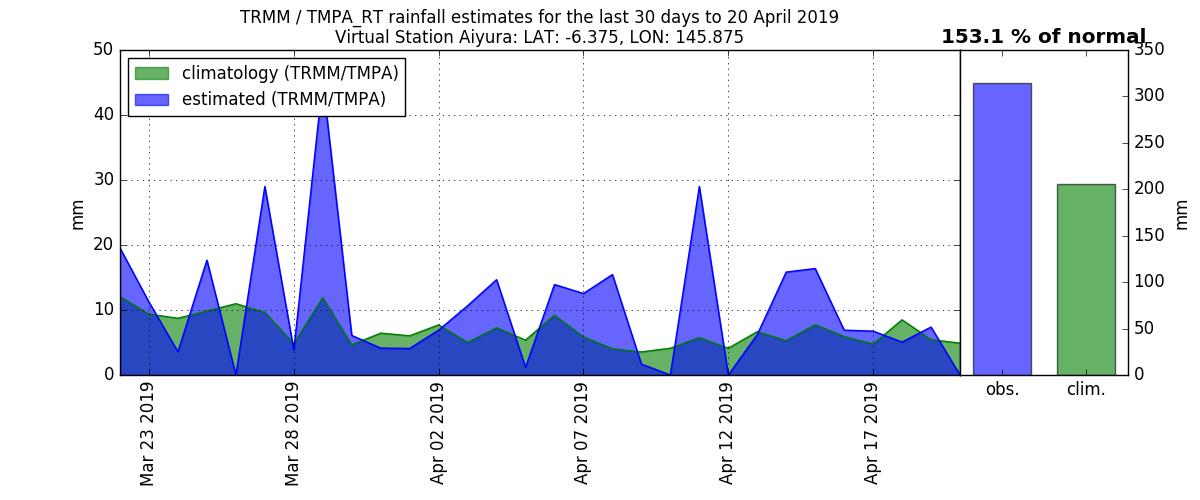 TRMM / TMPA_RT rainfall estimates for the last 30 days to 20 April 2019
Virtual Station Aiyura: LAT: -6.375, LON: 145.875
153.1 % of normal
climatology (TRMM/TMPA)
estimated (TRMM/TMPA)
50
40
30
20
10
0
mm
Mar 23 2019
Mar 28 2019
Apr 02 2019
Apr 07 2019
Apr 12 2019
Apr 17 2019
obs.
clim.
350
300
250
200
150
100
50
0
mm